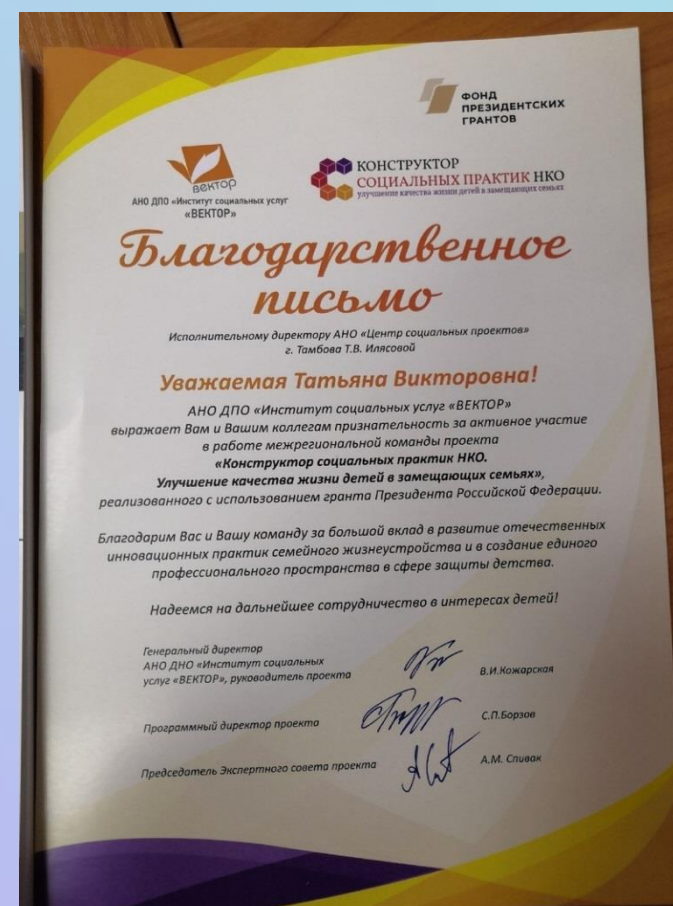 ФОНД
ПРЕЗИДЕНТСКИХ
ГРАНТОВ
вектор
АНО ДПО «Институт социальных услуг
«ВЕКТОР»
КОНСТРУКТОР
СОЦИАЛЬНЫХ ПРАКТИК НКО
улучшение качества жизни детей в замещающих семьях
Благодарственное
письмо
Исполнительному директору АНО «Центр социальных проектов»
г. Тамбова Т.В. Илясовой
Уважаемая Татьяна Викторовна!
АНО ДПО «Институт социальных услуг «ВЕКТОР»
выражает Вам и Вашим коллегам признательность за активное участие
в работе межрегиональной команды проекта
«Конструктор социальных практик НКО.
Улучшение качества жизни детей в замещающих семьях»,
реализованного с использованием гранта Президента Российской Федерации.
Благодарим Вас и Вашу команду за большой вклад в развитие отечественных
инновационных практик семейного жизнеустройства и в создание единого
профессионального пространства в сфере защиты детства.
Надеемся на дальнейшее сотрудничество в интересах детей!
Генеральный директор
АНО ДНО «Институт социальных
услуг «ВЕКТОР», руководитель проекта
В.И.Кожарская
Программный директор проекта
С.П.Борзов
Председатель Экспертного совета проекта
А.М. Спивак